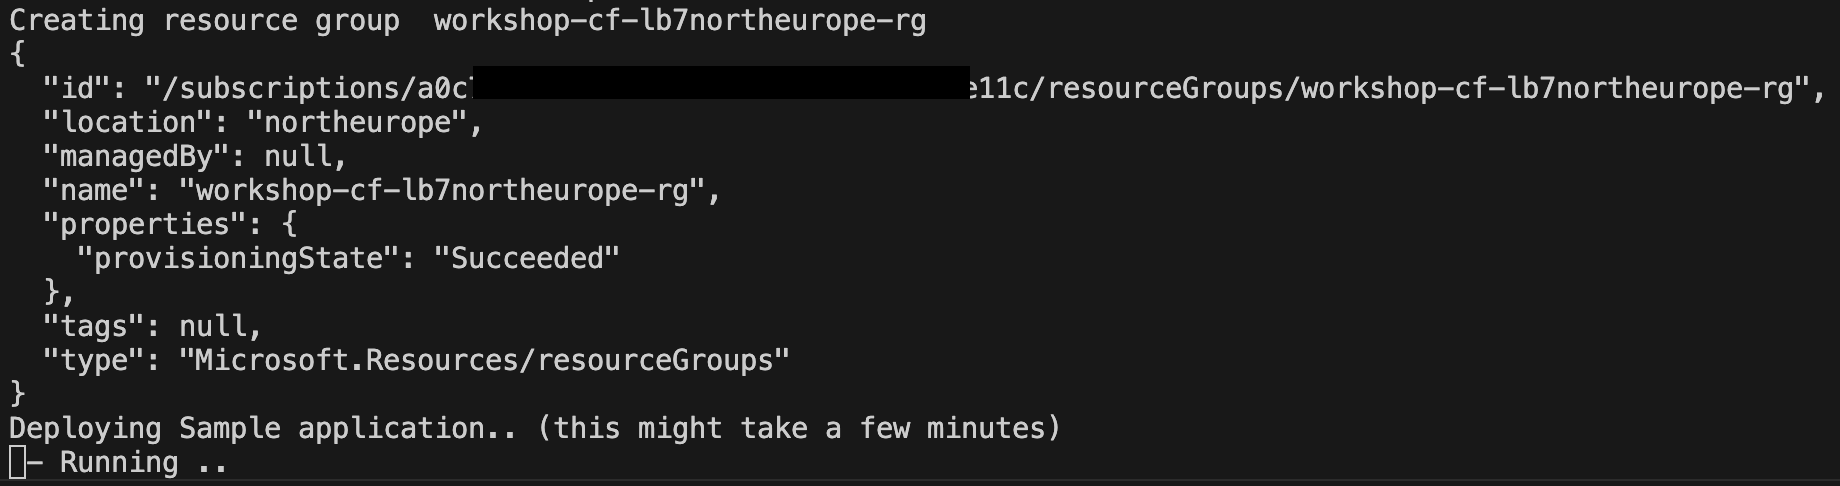 Creating resource group  workshop-cf-lb7northeurope-rg
{
  "id": "/subscriptions/a0c e11c/resourceGroups/workshop-cf-lb7northeurope-rg",
  "location": "northeurope",
  "managedBy": null,
  "name": "workshop-cf-lb7northeurope-rg",
  "properties": {
    "provisioningState": "Succeeded"
  },
  "tags": null,
  "type": "Microsoft.Resources/resourceGroups"
}
Deploying Sample application.. (this might take a few minutes)
- Running ..